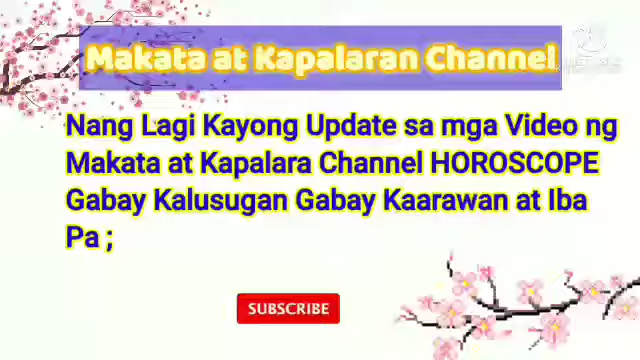 Makata at Kapalaran Channel
Nang Lagi Kayong Update sa mga Video ng
Makata at Kapalara Channel HOROSCOPE
Gabay Kalusugan Gabay Kaarawan at Iba
Pa ;
SUBSCRIBE